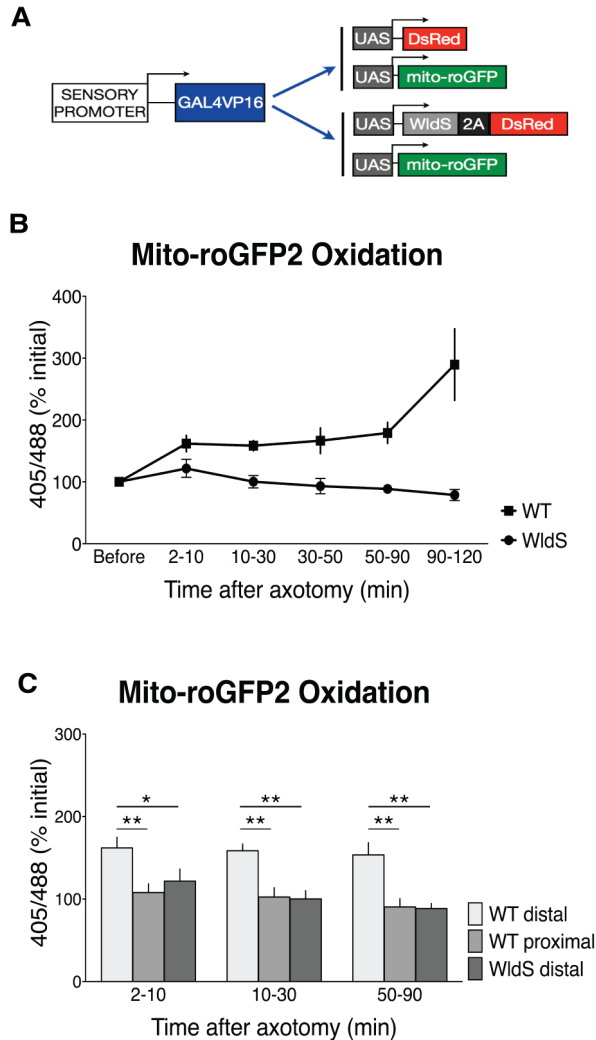 A
SENSORY
PROMOTER
GAL4VP16
UAS
DsRed
UAS
mito-roGFP
UAS
WldS
2A
DsRed
UAS
mito-roGFP
B
Mito-roGFP2 Oxidation
405/488 (% initial)
400
300
200
100
0
Before
2-10
10-30
30-50
50-90
90-120
Time after axotomy (min)
WT
WldS
C
Mito-roGFP2 Oxidation
405/488 (% initial)
300
200
100
0
*
**
**
**
**
**
2-10
10-30
50-90
Time after axotomy (min)
WT distal
WT proximal
WldS distal